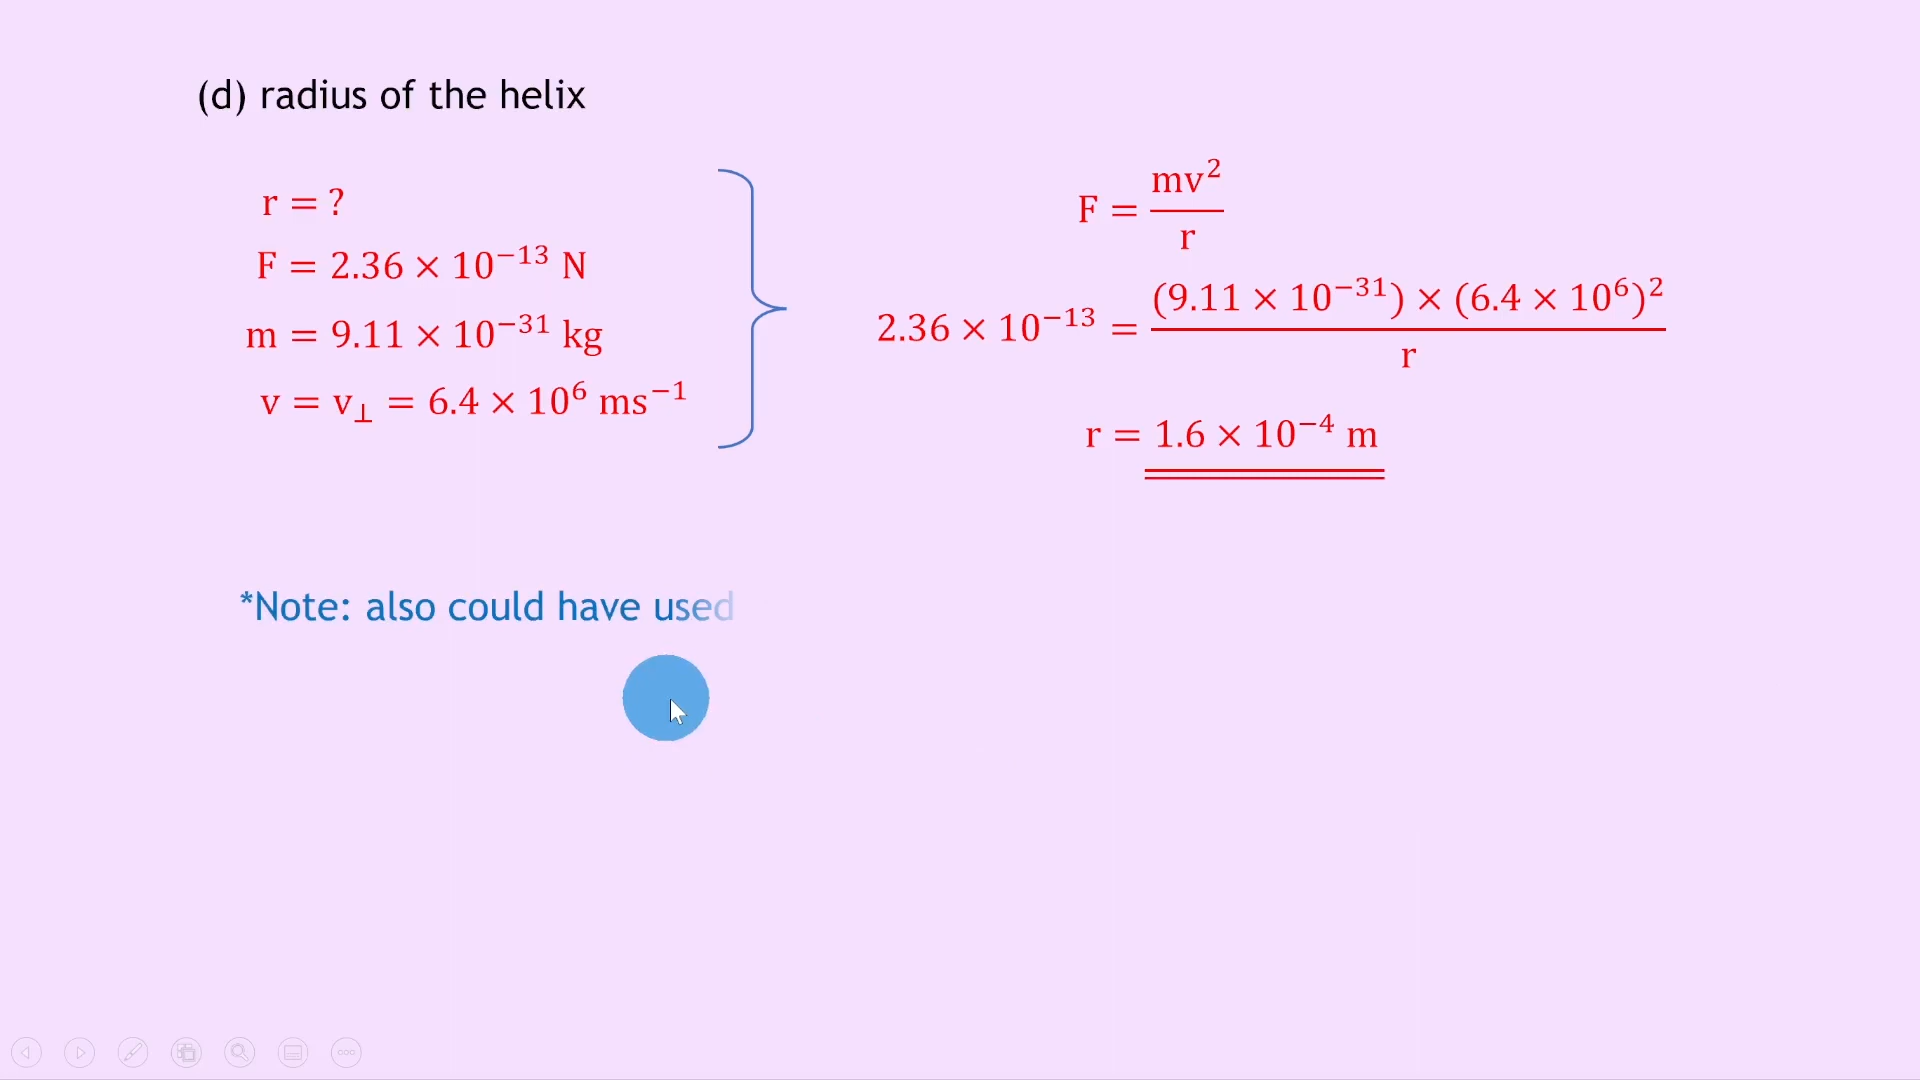 (d) radius of the helix
r = ?
F = 2.36 × 10⁻¹³ N
m = 9.11 × 10⁻³¹ kg
v = v⊥ = 6.4 × 10⁶ ms⁻¹
F = mv²/r
2.36 × 10⁻¹³ = (9.11 × 10⁻³¹) × (6.4 × 10⁶)²/r
r = 1.6 × 10⁻⁴ m
*Note: also could have used